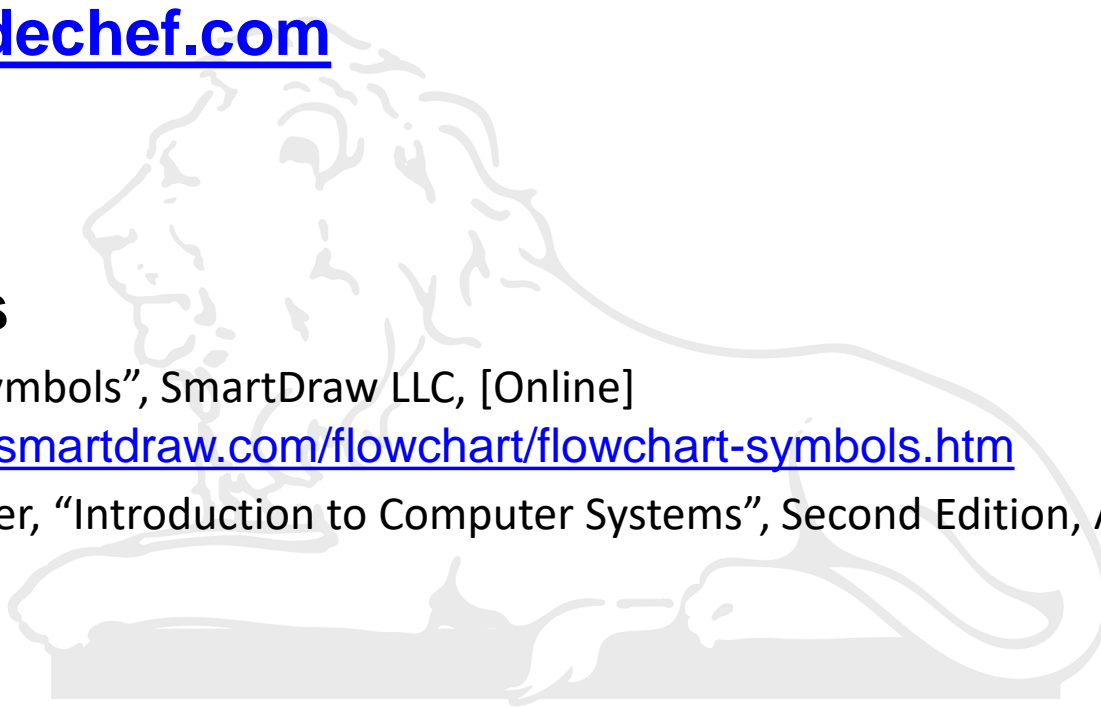 dechef.com
s
ymbols”, SmartDraw LLC, [Online]
smartdraw.com/flowchart/flowchart-symbols.htm
er, “Introduction to Computer Systems”, Second Edition, A